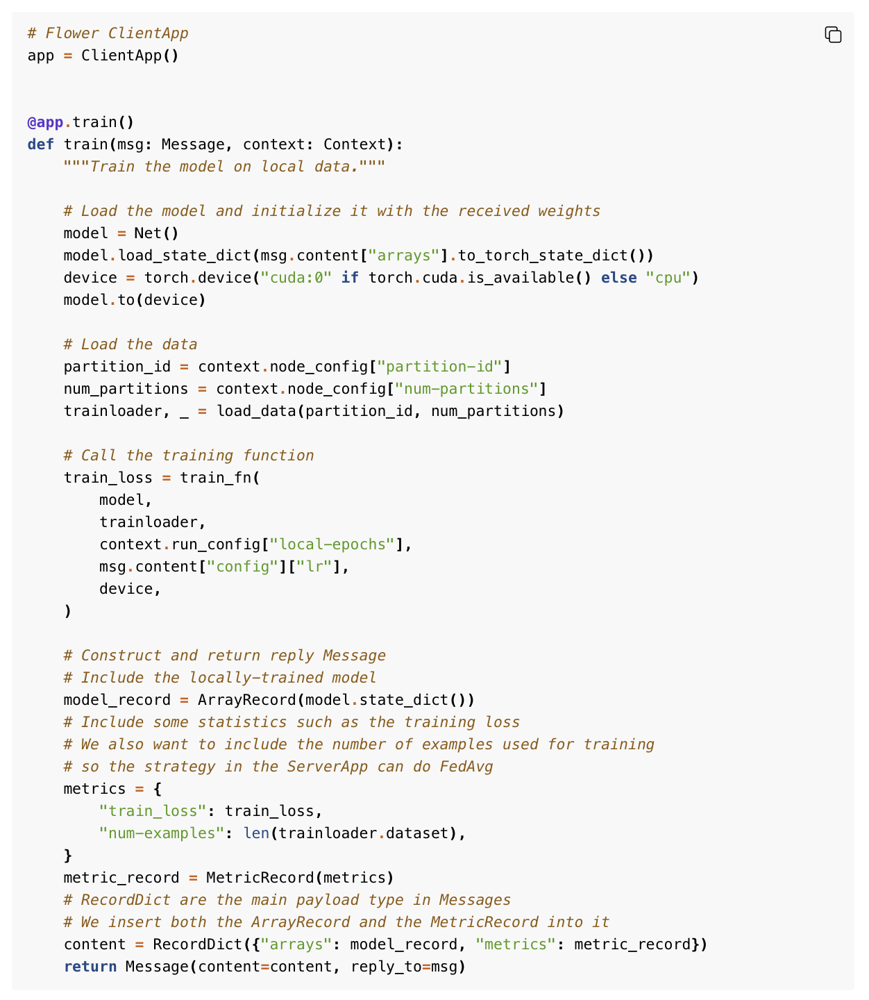 # Flower ClientApp
app = ClientApp()
@app.train()
def train(msg: Message, context: Context):
    """Train the model on local data."""
    # Load the model and initialize it with the received weights
    model = Net()
    model.load_state_dict(msg.content["arrays"].to_torch_state_dict())
    device = torch.device("cuda:0" if torch.cuda.is_available() else "cpu")
    model.to(device)
    # Load the data
    partition_id = context.node_config["partition-id"]
    num_partitions = context.node_config["num-partitions"]
    trainloader, _ = load_data(partition_id, num_partitions)
    # Call the training function
    train_loss = train_fn(
        model,
        trainloader,
        context.run_config["local-epochs"],
        msg.content["config"]["lr"],
        device,
    )
    # Construct and return reply Message
    # Include the locally-trained model
    model_record = ArrayRecord(model.state_dict())
    # Include some statistics such as the training loss
    # We also want to include the number of examples used for training
    # so the strategy in the ServerApp can do FedAvg
    metrics = {
        "train_loss": train_loss,
        "num-examples": len(trainloader.dataset),
    }
    metric_record = MetricRecord(metrics)
    # RecordDict are the main payload type in Messages
    # We insert both the ArrayRecord and the MetricRecord into it
    content = RecordDict({"arrays": model_record, "metrics": metric_record})
    return Message(content=content, reply_to=msg)